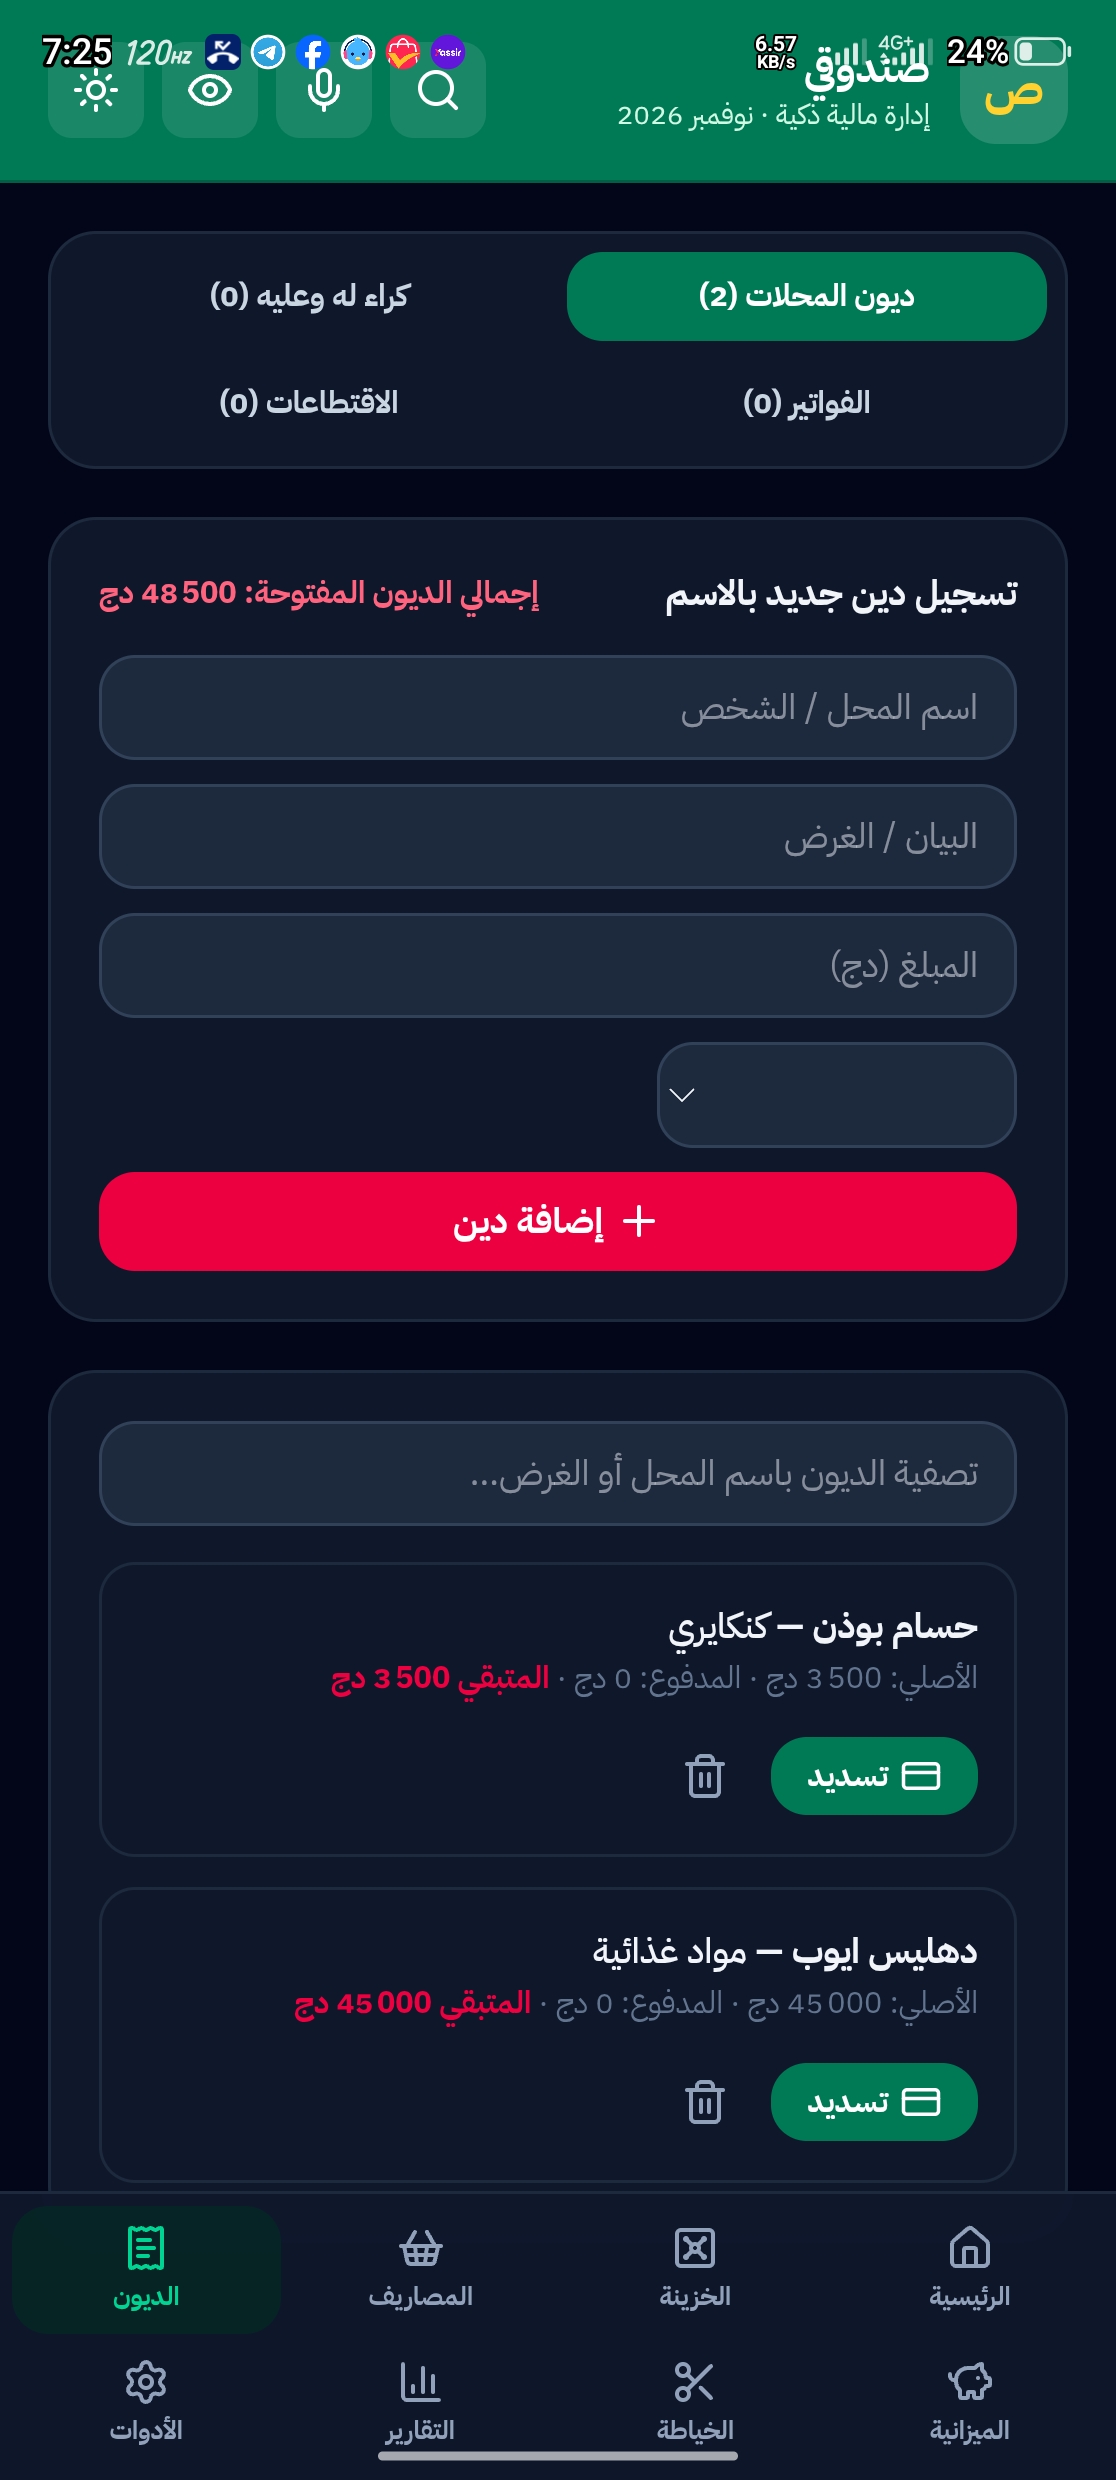 7:25 120HZ Yassir 6.57 KB/s 4G+ 24%
ص
صندوقي
إدارة مالية ذكية · نوفمبر 2026
ديون المحلات (2)
كراء له وعليه (0)
الفواتير (0)
الاقتطاعات (0)
تسجيل دين جديد بالاسم
إجمالي الديون المفتوحة: 48 500 دج
اسم المحل / الشخص
البيان / الغرض
المبلغ (دج)
إضافة دين
تصفية الديون باسم المحل أو الغرض...
حسام بوذن — كنكايري
الأصلي: 3 500 دج · المدفوع: 0 دج · المتبقي 3 500 دج
تسديد
دهليس ايوب — مواد غذائية
الأصلي: 45 000 دج · المدفوع: 0 دج · المتبقي 45 000 دج
تسديد
الرئيسية
الخزينة
المصاريف
الديون
الميزانية
الخياطة
التقارير
الأدوات